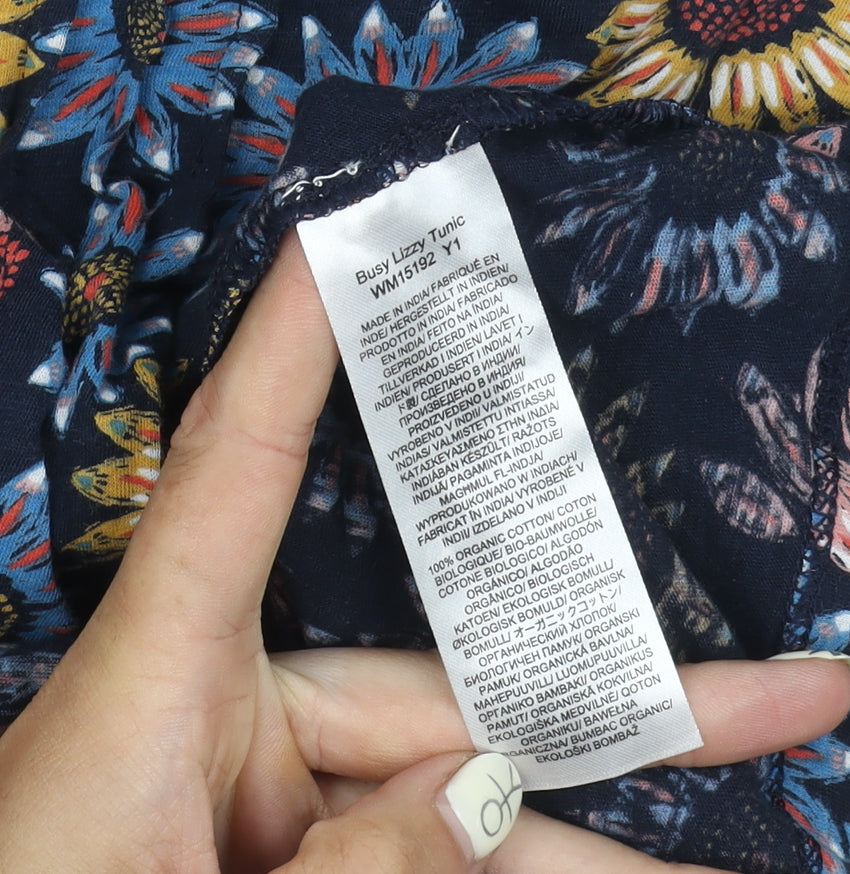 Busy Lizzy Tunic
WM15192 Y1
MADE IN INDIA/ FABRIQUÉ EN
INDE/ HERGESTELLT IN INDIEN/
PRODOTTO IN INDIA/ FABRICADO
EN INDIA/ FEITO NA ÍNDIA/
GEPRODUCEERD IN INDIA/
TILLVERKAD I INDIEN/ LAVET I
INDIEN/ PRODUSERT I INDIA/ イン
ド製/ СДЕЛАНО В ИНДИИ/
ПРОИЗВЕДЕНО В ИНДИЯ/
PROIZVEDENO U INDIJI/
VYROBENO V INDII/ VALMISTATUD
INDIAS/ VALMISTETTU INTIASSA/
ΚΑΤΑΣΚΕΥΑΣΜΕΝΟ ΣΤΗΝ ΙΝΔΙΑ/
INDIÁBAN KÉSZÜLT/ RAŽOTS
INDIJĀ/ PAGAMINTA INDIJOJE/
MAGHMUL FL-INDJA/
WYPRODUKOWANO W INDIACH/
FABRICAT ÎN INDIA/ VYROBENÉ V
INDII/ IZDELANO V INDIJI
100% ORGANIC COTTON/ COTON
BIOLOGIQUE/ BIO-BAUMWOLLE/
COTONE BIOLOGICO/ ALGODÓN
ORGÁNICO/ ALGODÃO
ORGÂNICO/ BIOLOGISCH
KATOEN/ EKOLOGISK BOMULL/
ØKOLOGISK BOMULD/ ORGANISK
BOMULL/ オーガニックコットン/
ОРГАНИЧЕСКИЙ ХЛОПОК/
БИОЛОГИЧЕН ПАМУК/ ORGANSKI
PAMUK/ ORGANICKÁ BAVLNA/
MAHEPUUVILL/ LUOMUPUUVILLA/
ΟΡΓΑΝΙΚΟ ΒΑΜΒΑΚΙ/ ORGANIKUS
PAMUT/ ORGANISKĀ KOKVILNA/
EKOLOGIŠKA MEDVILNĖ/ QOTON
ORGANIKU/ BAWEŁNA
ORGANICZNA/ BUMBAC ORGANIC/
EKOLOŠKI BOMBAŽ
OK